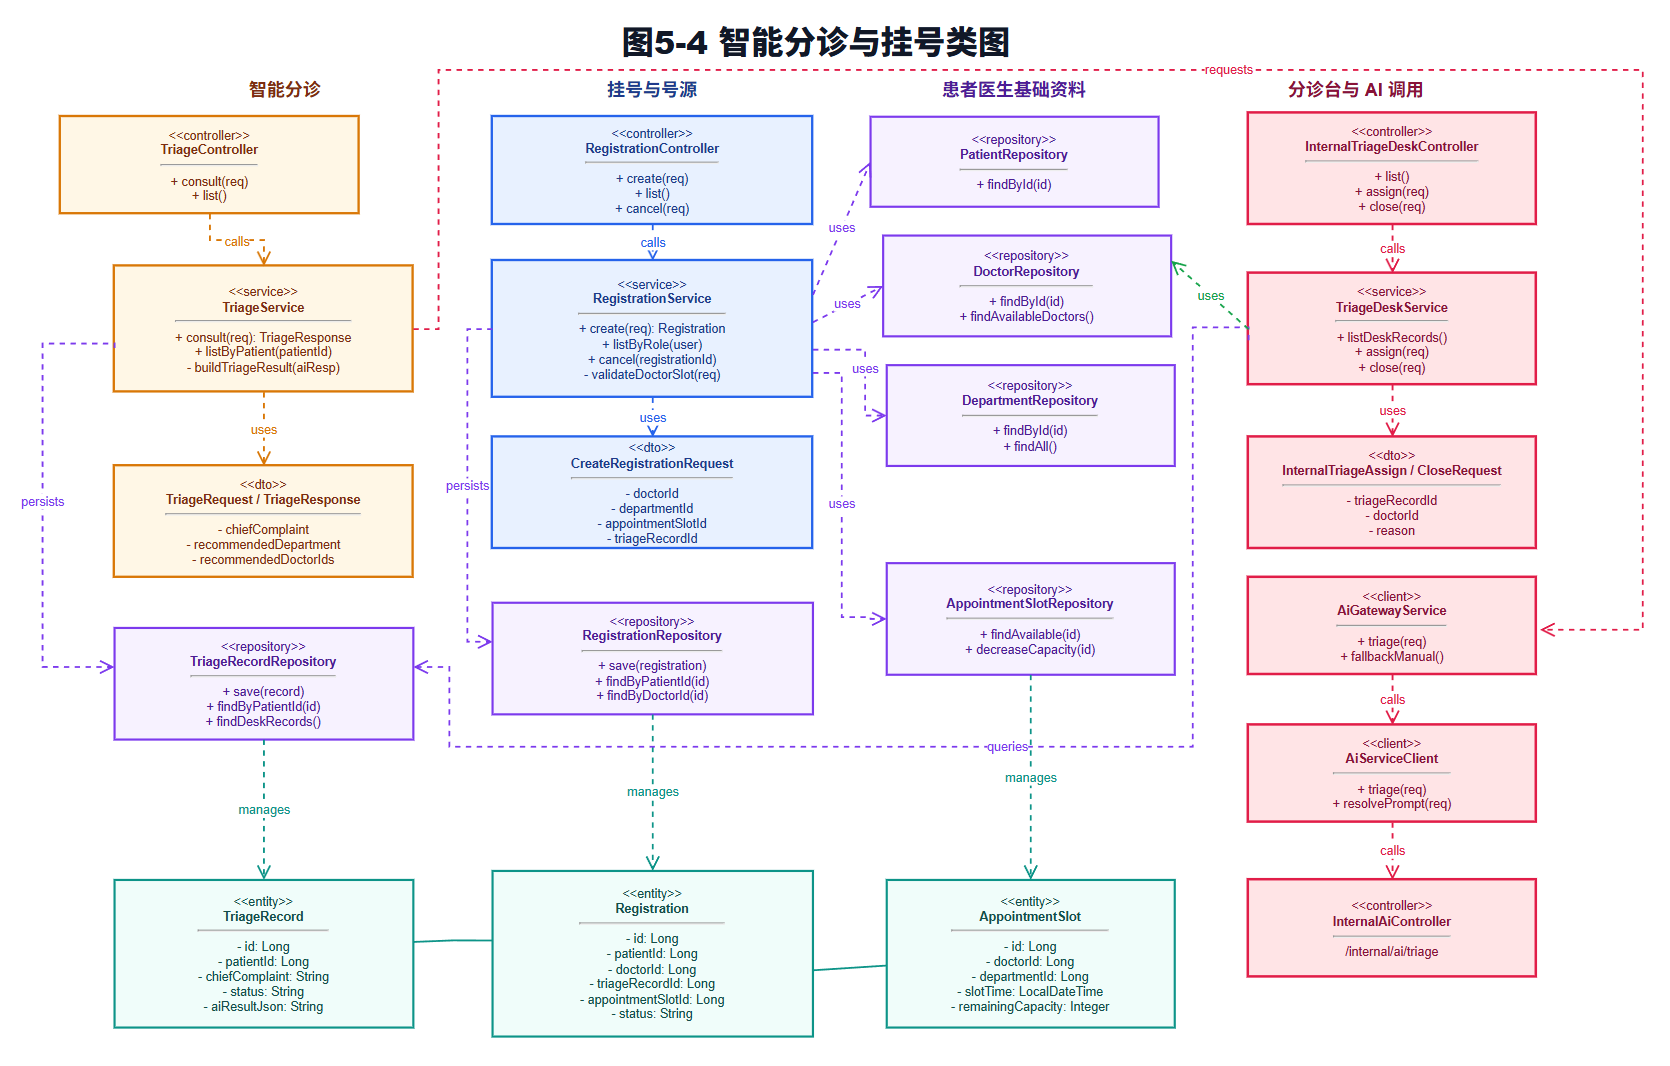 图5-4 智能分诊与挂号类图
requests
智能分诊
<<controller>>
TriageController
+ consult(req)
+ list()
calls
<<service>>
TriageService
+ consult(req): TriageResponse
+ listByPatient(patientId)
- buildTriageResult(aiResp)
uses
<<dto>>
TriageRequest / TriageResponse
- chiefComplaint
- recommendedDepartment
- recommendedDoctorIds
persists
<<repository>>
TriageRecordRepository
+ save(record)
+ findByPatientId(id)
+ findDeskRecords()
manages
<<entity>>
TriageRecord
- id: Long
- patientId: Long
- chiefComplaint: String
- status: String
- aiResultJson: String
挂号与号源
<<controller>>
RegistrationController
+ create(req)
+ list()
+ cancel(req)
calls
<<service>>
RegistrationService
+ create(req): Registration
+ listByRole(user)
+ cancel(registrationId)
- validateDoctorSlot(req)
uses
<<dto>>
CreateRegistrationRequest
- doctorId
- departmentId
- appointmentSlotId
- triageRecordId
persists
<<repository>>
RegistrationRepository
+ save(registration)
+ findByPatientId(id)
+ findByDoctorId(id)
manages
<<entity>>
Registration
- id: Long
- patientId: Long
- doctorId: Long
- triageRecordId: Long
- appointmentSlotId: Long
- status: String
患者医生基础资料
<<repository>>
PatientRepository
+ findById(id)
uses
<<repository>>
DoctorRepository
+ findById(id)
+ findAvailableDoctors()
uses
<<repository>>
DepartmentRepository
+ findById(id)
+ findAll()
uses
<<repository>>
AppointmentSlotRepository
+ findAvailable(id)
+ decreaseCapacity(id)
uses
queries
manages
<<entity>>
AppointmentSlot
- id: Long
- doctorId: Long
- departmentId: Long
- slotTime: LocalDateTime
- remainingCapacity: Integer
分诊台与 AI 调用
<<controller>>
InternalTriageDeskController
+ list()
+ assign(req)
+ close(req)
calls
uses
<<service>>
TriageDeskService
+ listDeskRecords()
+ assign(req)
+ close(req)
uses
<<dto>>
InternalTriageAssign / CloseRequest
- triageRecordId
- doctorId
- reason
<<client>>
AiGatewayService
+ triage(req)
+ fallbackManual()
calls
<<client>>
AiServiceClient
+ triage(req)
+ resolvePrompt(req)
calls
<<controller>>
InternalAiController
/internal/ai/triage